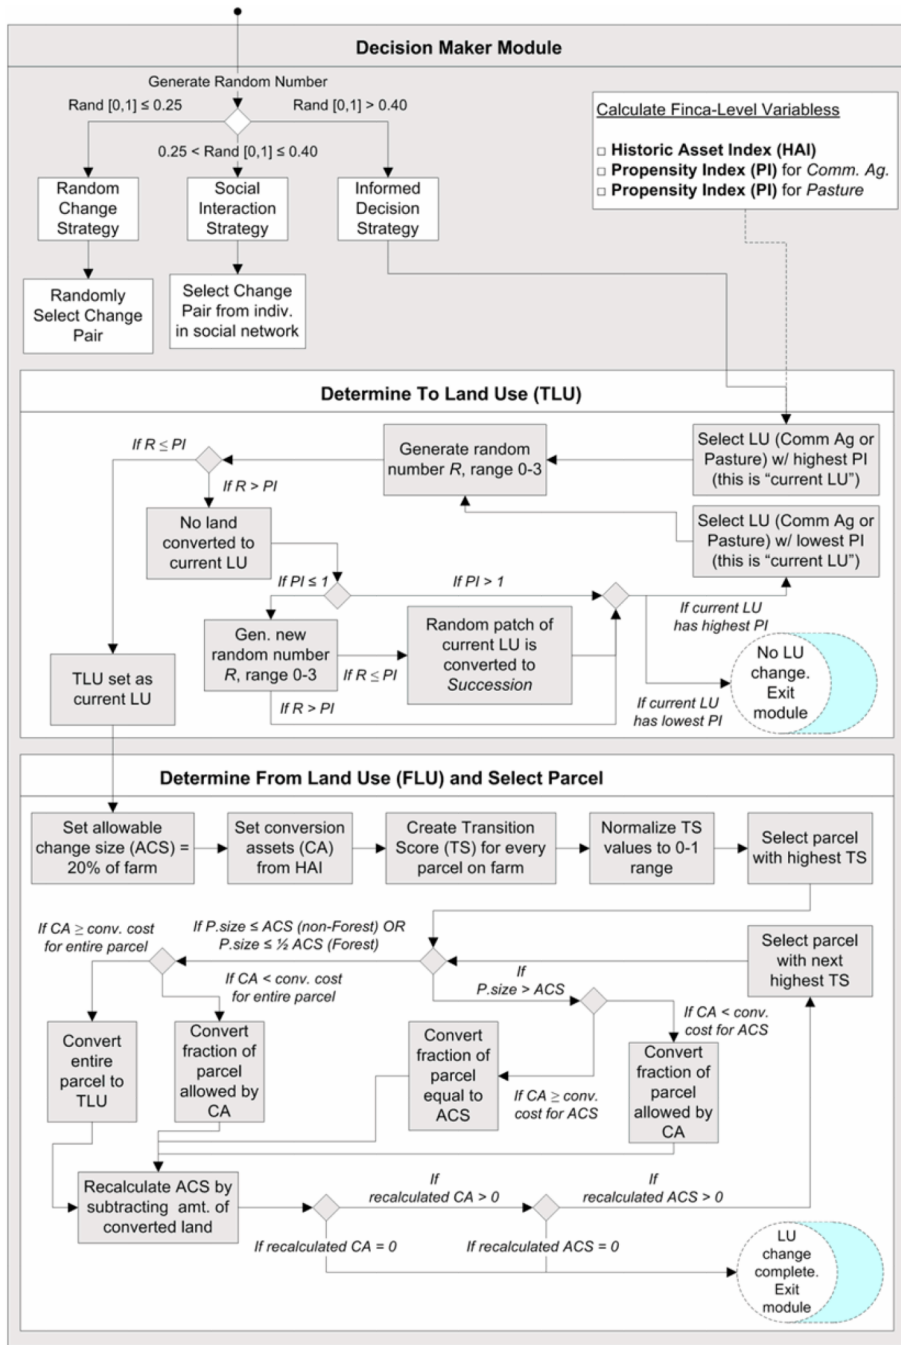 Decision Maker Module
Generate Random Number
Rand [0,1] ≤ 0.25
Rand [0,1] > 0.40
0.25 < Rand [0,1] ≤ 0.40
Calculate Finca-Level Variabless
□ Historic Asset Index (HAI)
□ Propensity Index (PI) for Comm. Ag.
□ Propensity Index (PI) for Pasture
Random
Change
Strategy
Social
Interaction
Strategy
Informed
Decision
Strategy
Randomly
Select Change
Pair
Select Change
Pair from indiv.
in social network
Determine To Land Use (TLU)
If R ≤ PI
If R > PI
Generate random
number R, range 0-3
Select LU (Comm Ag or
Pasture) w/ highest PI
(this is “current LU”)
No land
converted to
current LU
Select LU (Comm Ag or
Pasture) w/ lowest PI
(this is “current LU”)
If PI ≤ 1
If PI > 1
If current LU
has highest PI
Gen. new
random number
R, range 0-3
If R ≤ PI
If R > PI
Random patch of
current LU is
converted to
Succession
TLU set as
current LU
If current LU
has lowest PI
No LU
change.
Exit
module
Determine From Land Use (FLU) and Select Parcel
Set allowable
change size (ACS) =
20% of farm
Set conversion
assets (CA)
from HAI
Create Transition
Score (TS) for every
parcel on farm
Normalize TS
values to 0-1
range
Select parcel
with highest TS
If CA ≥ conv. cost
for entire parcel
If P.size ≤ ACS (non-Forest) OR
P.size ≤ ½ ACS (Forest)
Select parcel
with next
highest TS
If CA < conv. cost
for entire parcel
If
P.size > ACS
If CA < conv.
cost for ACS
Convert
entire
parcel to
TLU
Convert
fraction of
parcel
allowed by
CA
Convert
fraction of
parcel
equal to
ACS
If CA ≥ conv.
cost for ACS
Convert
fraction of
parcel
allowed by
CA
Recalculate ACS by
subtracting amt. of
converted land
If
recalculated CA > 0
If
recalculated ACS > 0
If recalculated CA = 0
If recalculated ACS = 0
LU
change
complete.
Exit
module